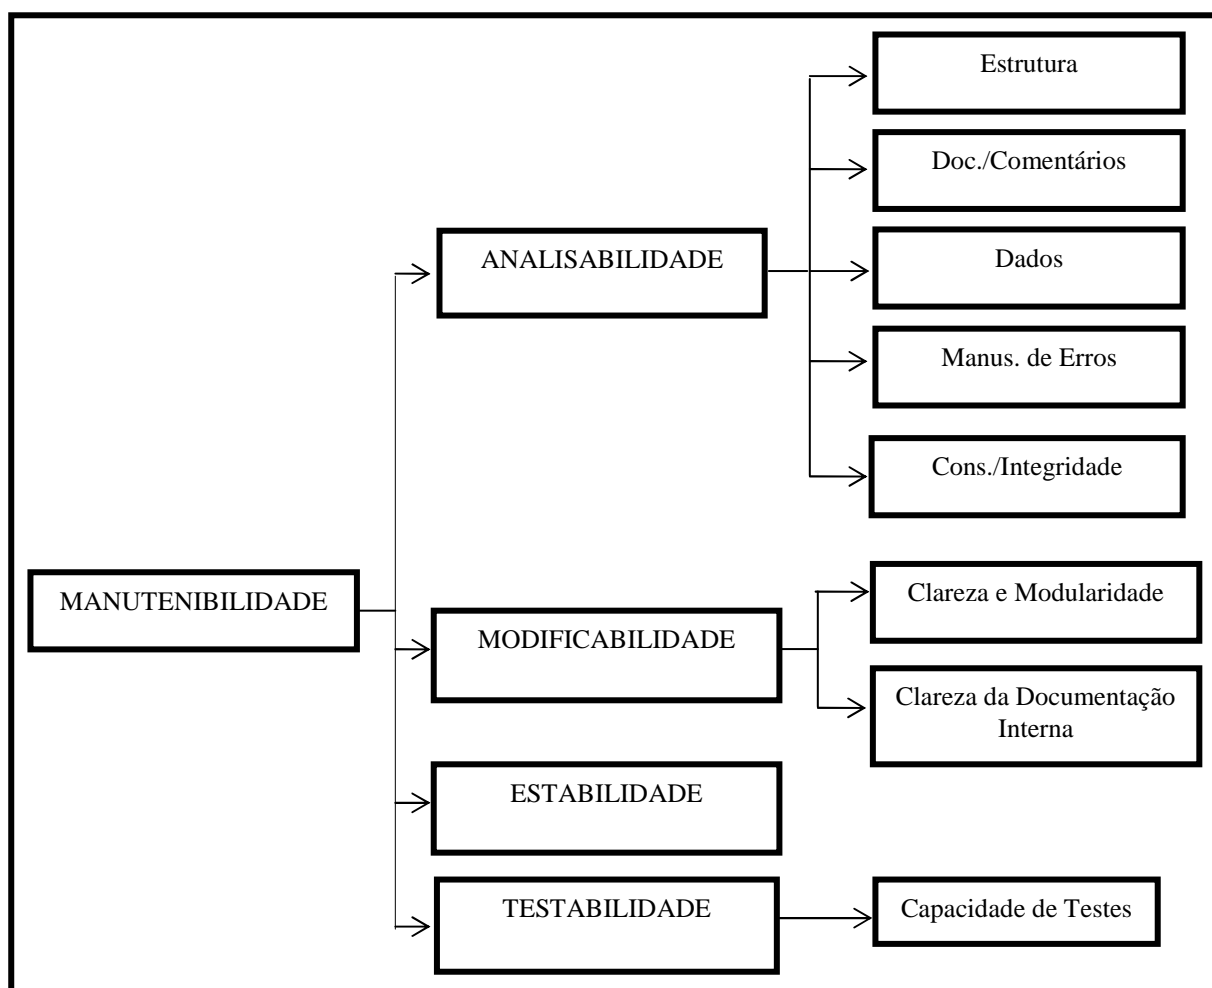 Estrutura
Doc./Comentários
ANALISABILIDADE
Dados
Manus. de Erros
Cons./Integridade
MANUTENIBILIDADE
Clareza e Modularidade
MODIFICABILIDADE
Clareza da Documentação
Interna
ESTABILIDADE
TESTABILIDADE
Capacidade de Testes